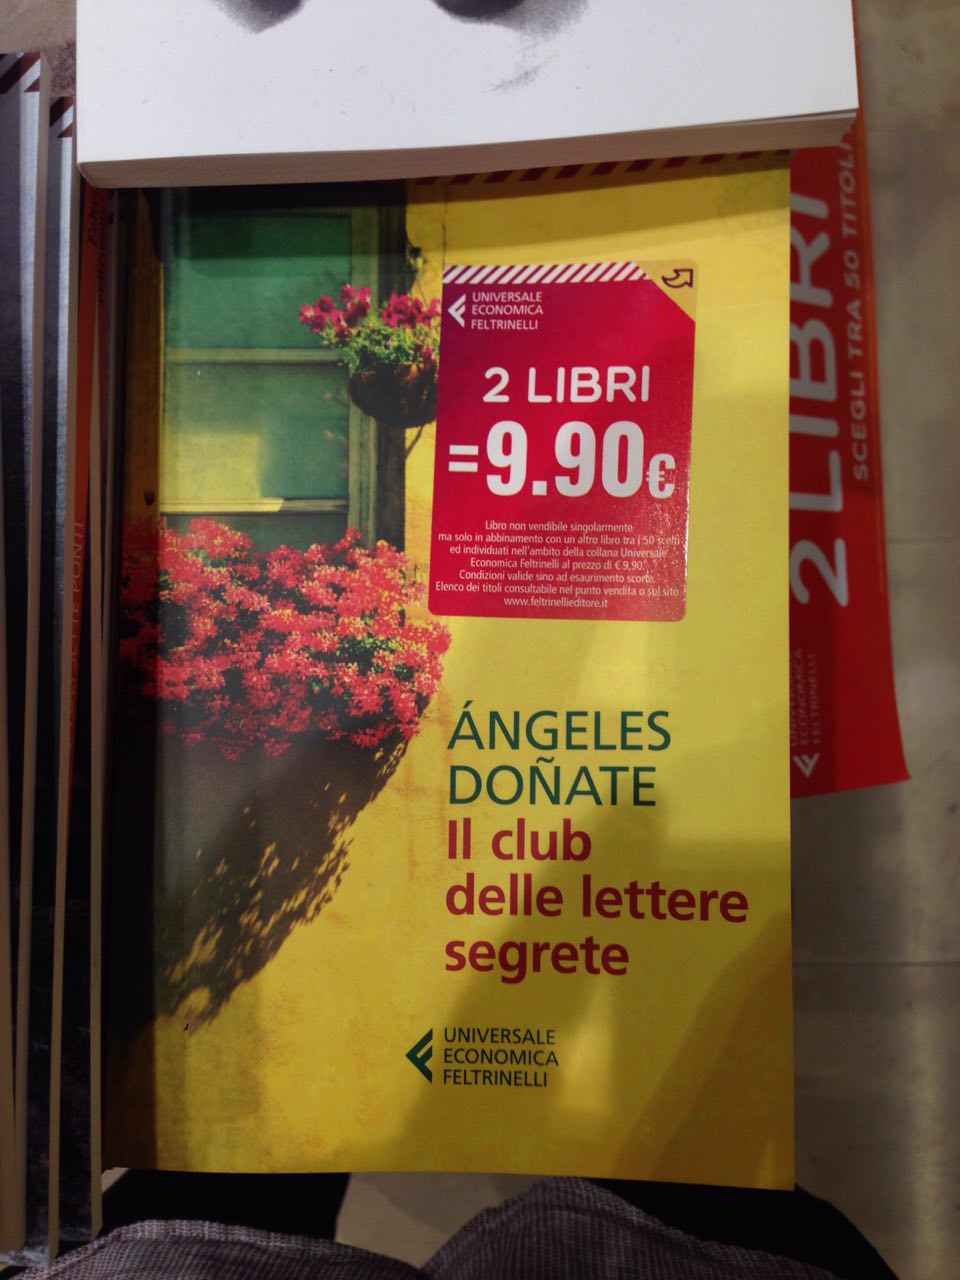 UNIVERSALE
ECONOMICA
FELTRINELLI
2 LIBRI
=9.90€
Libro non vendibile singolarmente
ma solo in abbinamento con un altro libro tra i 50 scelti
ed individuati nell'ambito della collana Universale
Economica Feltrinelli al prezzo di € 9,90.
Condizioni valide sino ad esaurimento scorte.
Elenco dei titoli consultabile nel punto vendita o sul sito
www.feltrinellieditore.it
ÁNGELES
DOÑATE
Il club
delle lettere
segrete
UNIVERSALE
ECONOMICA
FELTRINELLI
2 LIBRI
SCEGLI TRA 50 TITOLI
ECONOMICA
FELTRINELLI